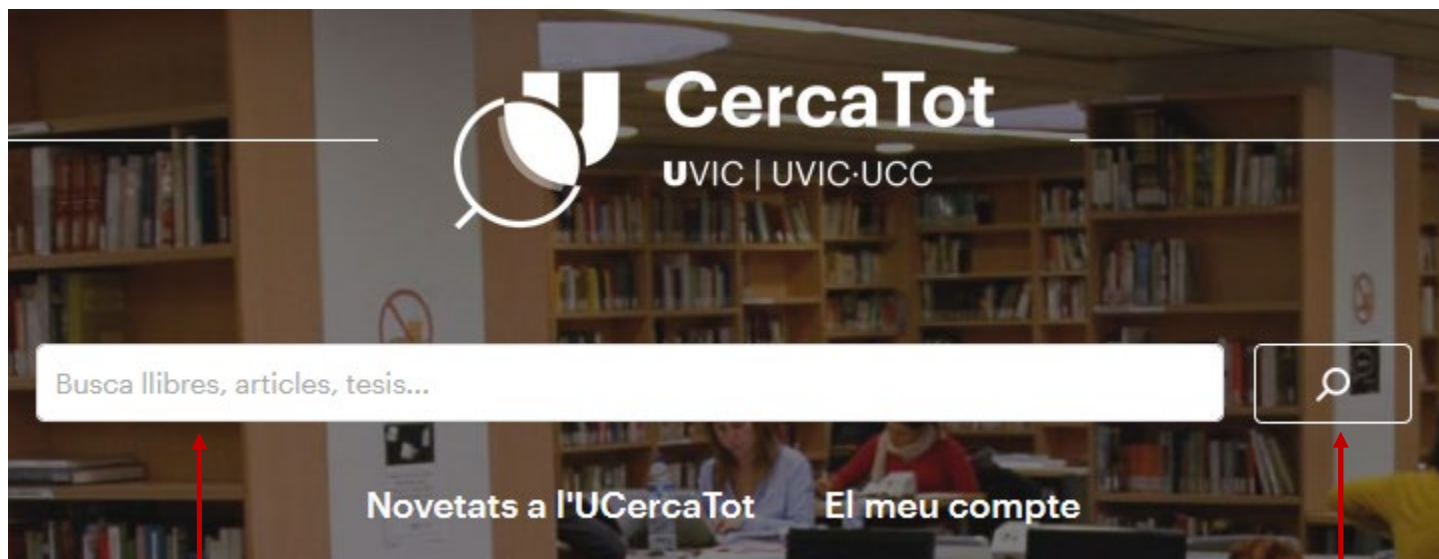 CercaTot
UVIC | UVIC·UCC
Busca llibres, articles, tesis...
Novetats a l'UCercaTot El meu compte